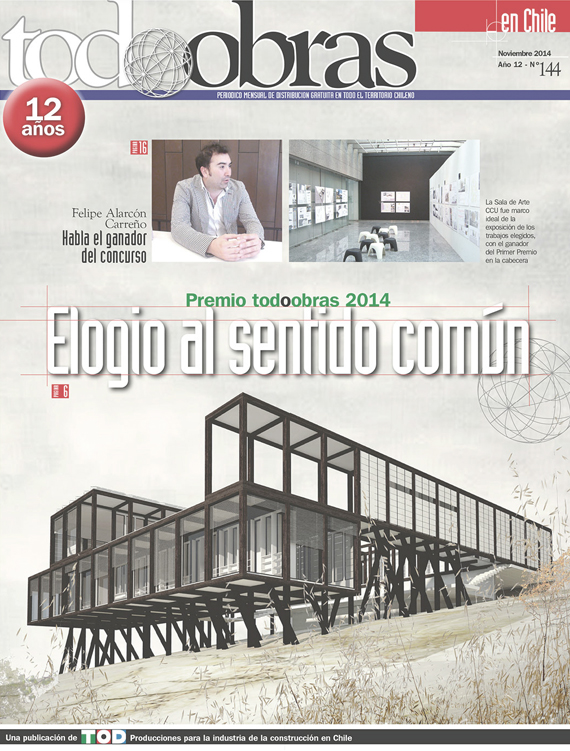 todoobras
en Chile
Noviembre 2014
Año 12 - Nº144
PERIODICO MENSUAL DE DISTRIBUCION GRATUITA EN TODO EL TERRITORIO CHILENO
12
años
PAGINA 16
Felipe Alarcón
Carreño
Habla el ganador
del concurso
La Sala de Arte
CCU fue marco
ideal de la
exposición de los
trabajos elegidos,
con el ganador
del Primer Premio
en la cabecera
Premio todoobras 2014
Elogio al sentido común
PAGINA 6
Una publicación de TOD Producciones para la industria de la construcción en Chile